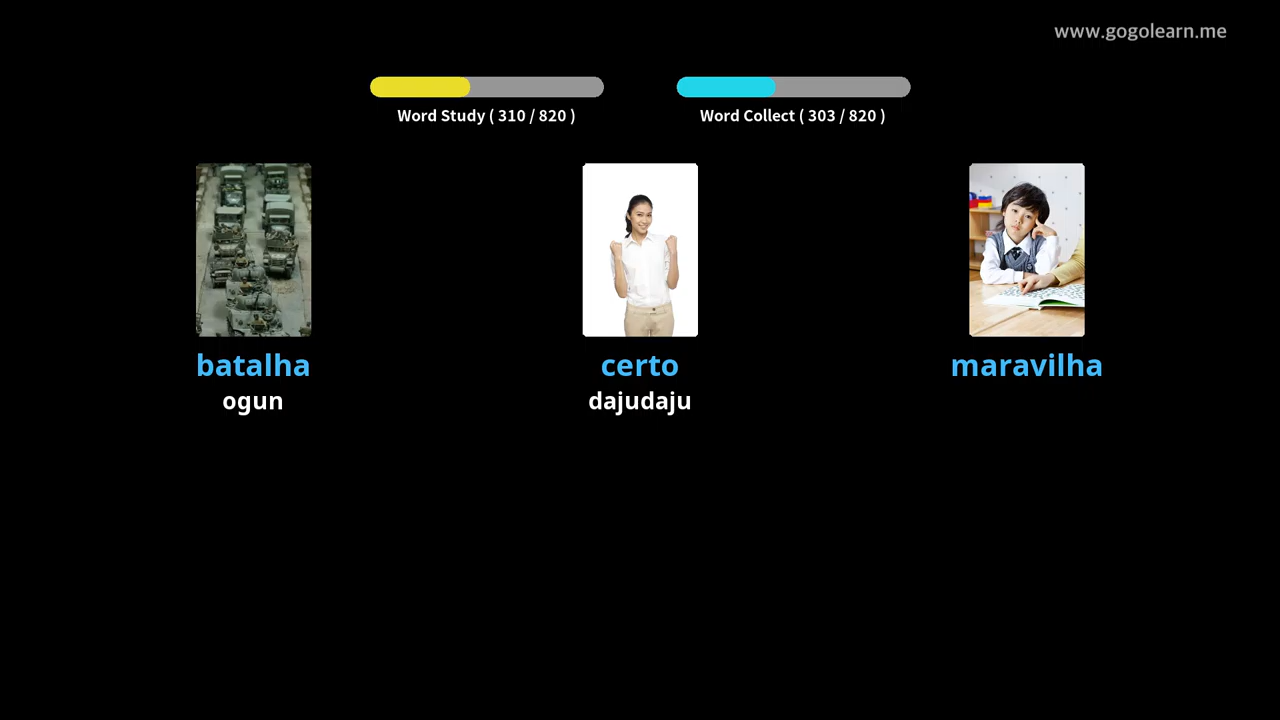 www.gogolearn.me
Word Study ( 310 / 820 )
Word Collect ( 303 / 820 )
batalha
ogun
certo
dajudaju
maravilha